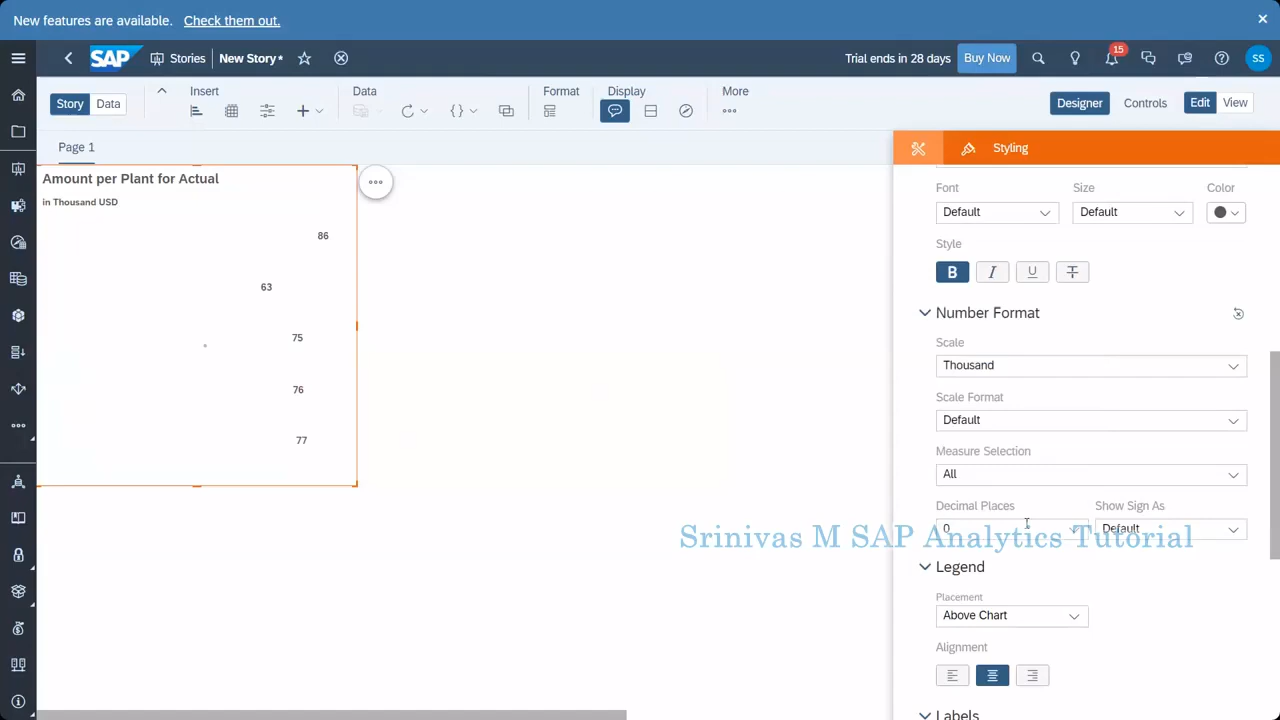 New features are available. Check them out.
SAP Stories New Story* Trial ends in 28 days Buy Now 15 SS
Insert Data Format Display More
Story Data Designer Controls Edit View
Page 1
Styling
Amount per Plant for Actual
in Thousand USD
86
63
75
76
77
Font Size Color
Default Default
Style
B I U T
Number Format
Scale
Thousand
Scale Format
Default
Measure Selection
All
Decimal Places Show Sign As
0 Default
Srinivas M SAP Analytics Tutorial
Legend
Placement
Above Chart
Alignment
Labels